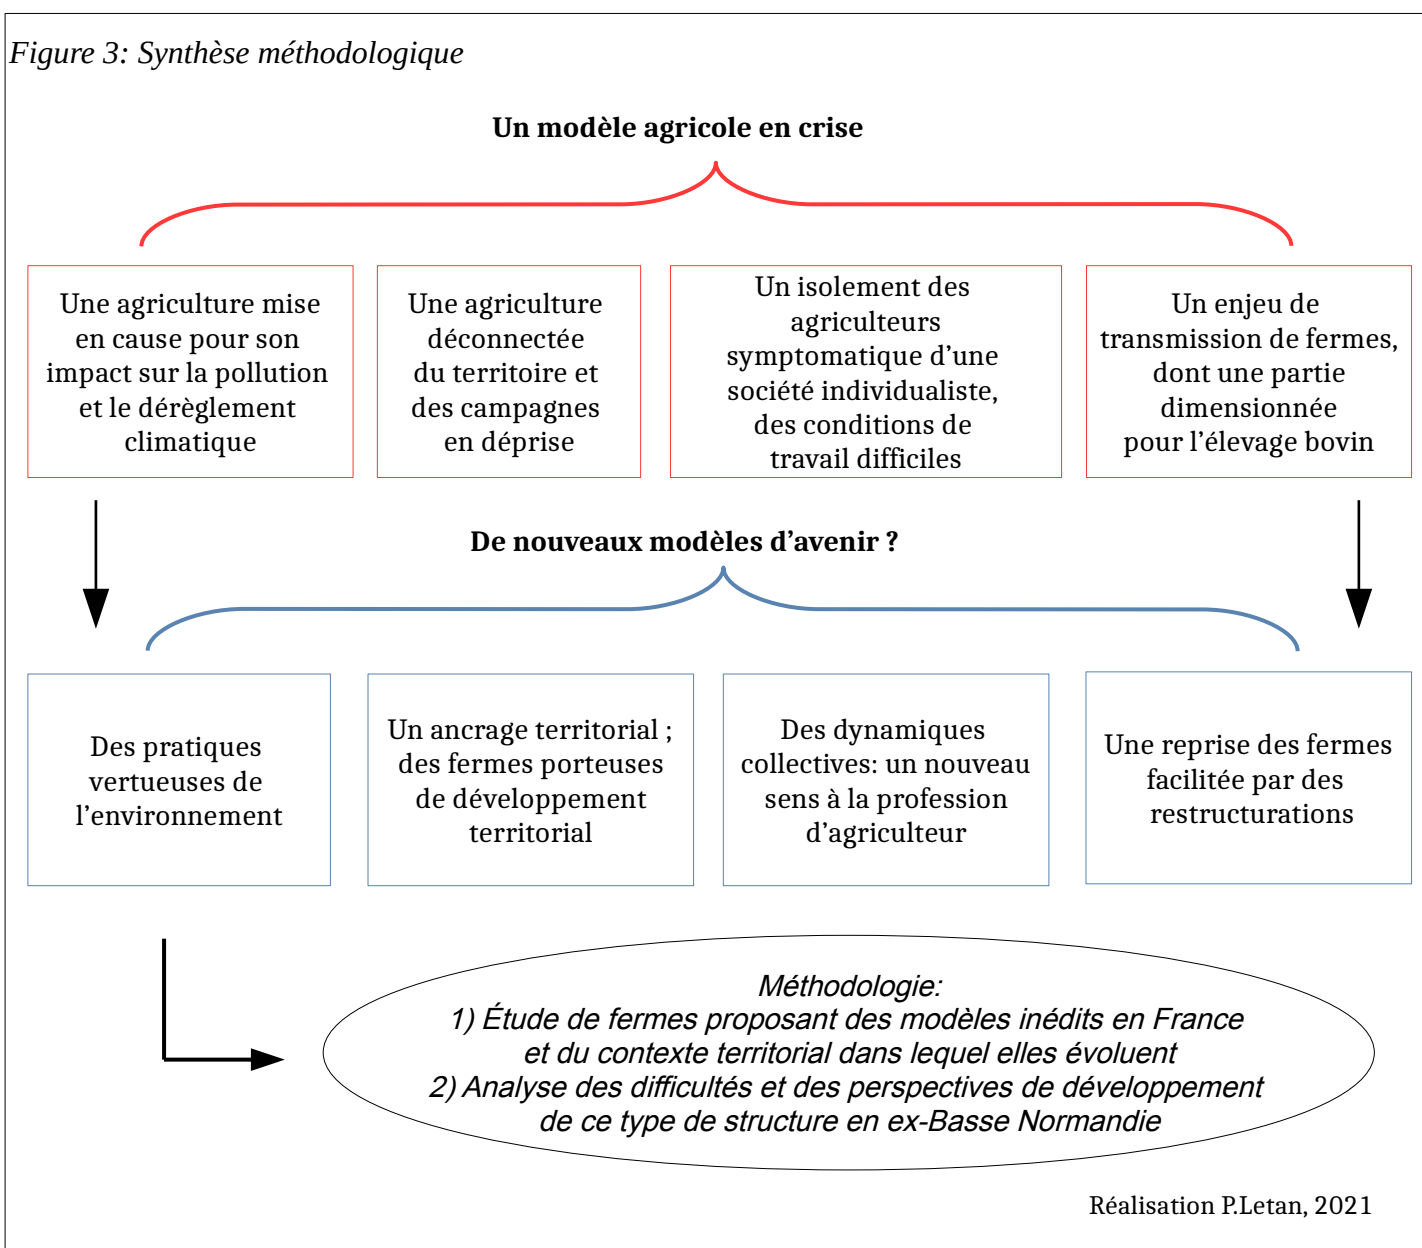 Figure 3: Synthèse méthodologique
Un modèle agricole en crise
Une agriculture mise
en cause pour son
impact sur la pollution
et le dérèglement
climatique
Une agriculture
déconnectée
du territoire et
des campagnes
en déprise
Un isolement des
agriculteurs
symptomatique d’une
société individualiste,
des conditions de
travail difficiles
Un enjeu de
transmission de fermes,
dont une partie
dimensionnée
pour l’élevage bovin
De nouveaux modèles d’avenir ?
Des pratiques
vertueuses de
l’environnement
Un ancrage territorial ;
des fermes porteuses
de développement
territorial
Des dynamiques
collectives: un nouveau
sens à la profession
d’agriculteur
Une reprise des fermes
facilitée par des
restructurations
Méthodologie:
1) Étude de fermes proposant des modèles inédits en France
et du contexte territorial dans lequel elles évoluent
2) Analyse des difficultés et des perspectives de développement
de ce type de structure en ex-Basse Normandie
Réalisation P.Letan, 2021